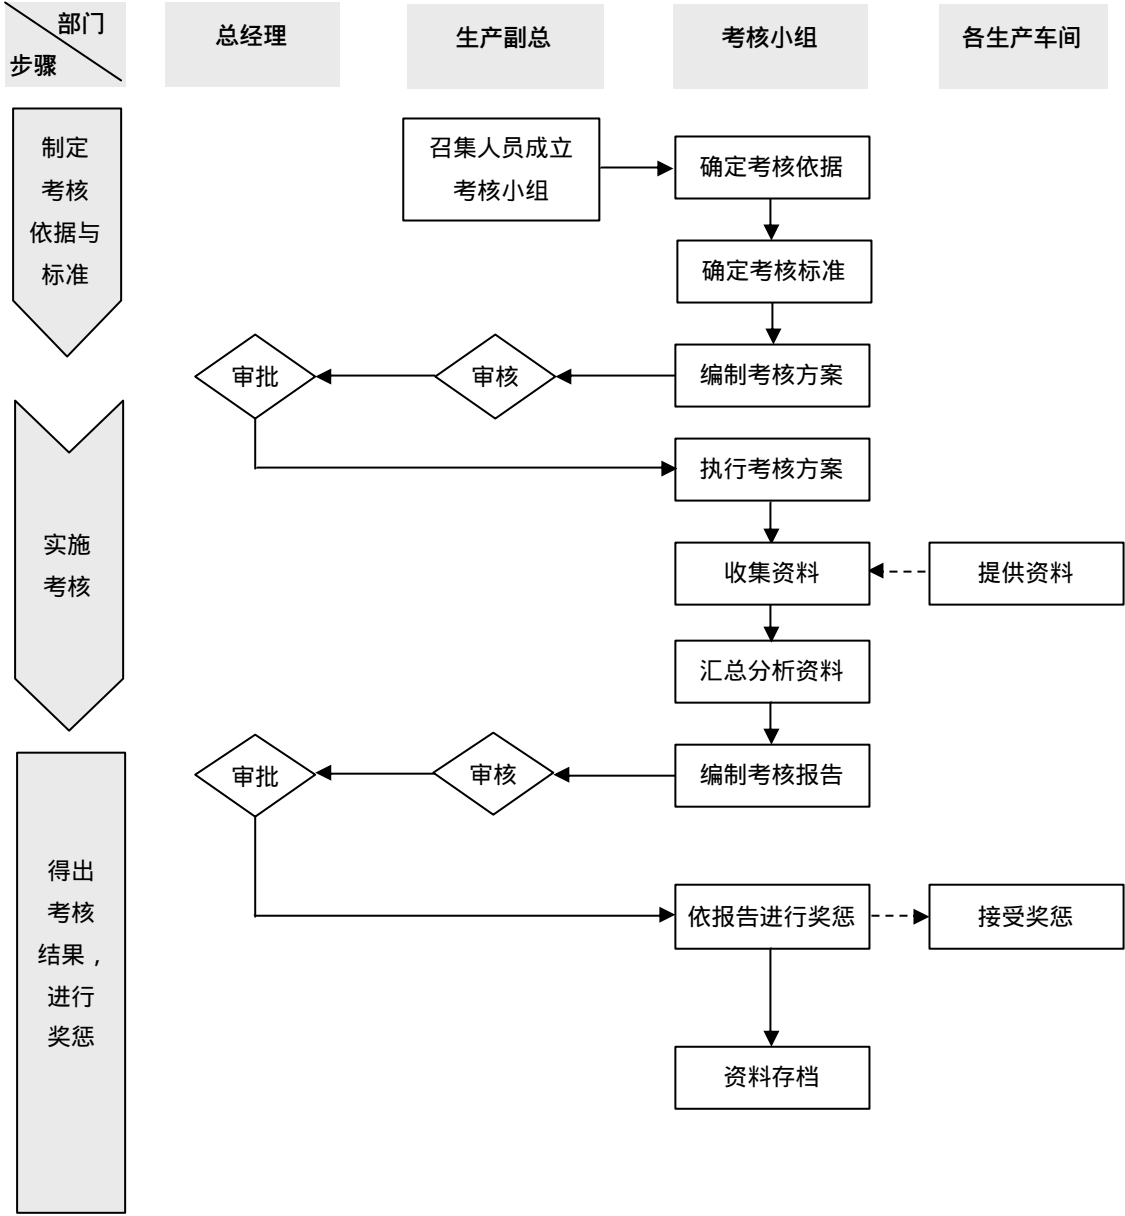 部门
步骤
总经理
生产副总
考核小组
各生产车间
制定
考核
依据与
标准
召集人员成立
考核小组
确定考核依据
确定考核标准
审批
审核
编制考核方案
执行考核方案
实施
考核
收集资料
提供资料
汇总分析资料
审批
审核
编制考核报告
得出
考核
结果，
进行
奖惩
依报告进行奖惩
接受奖惩
资料存档